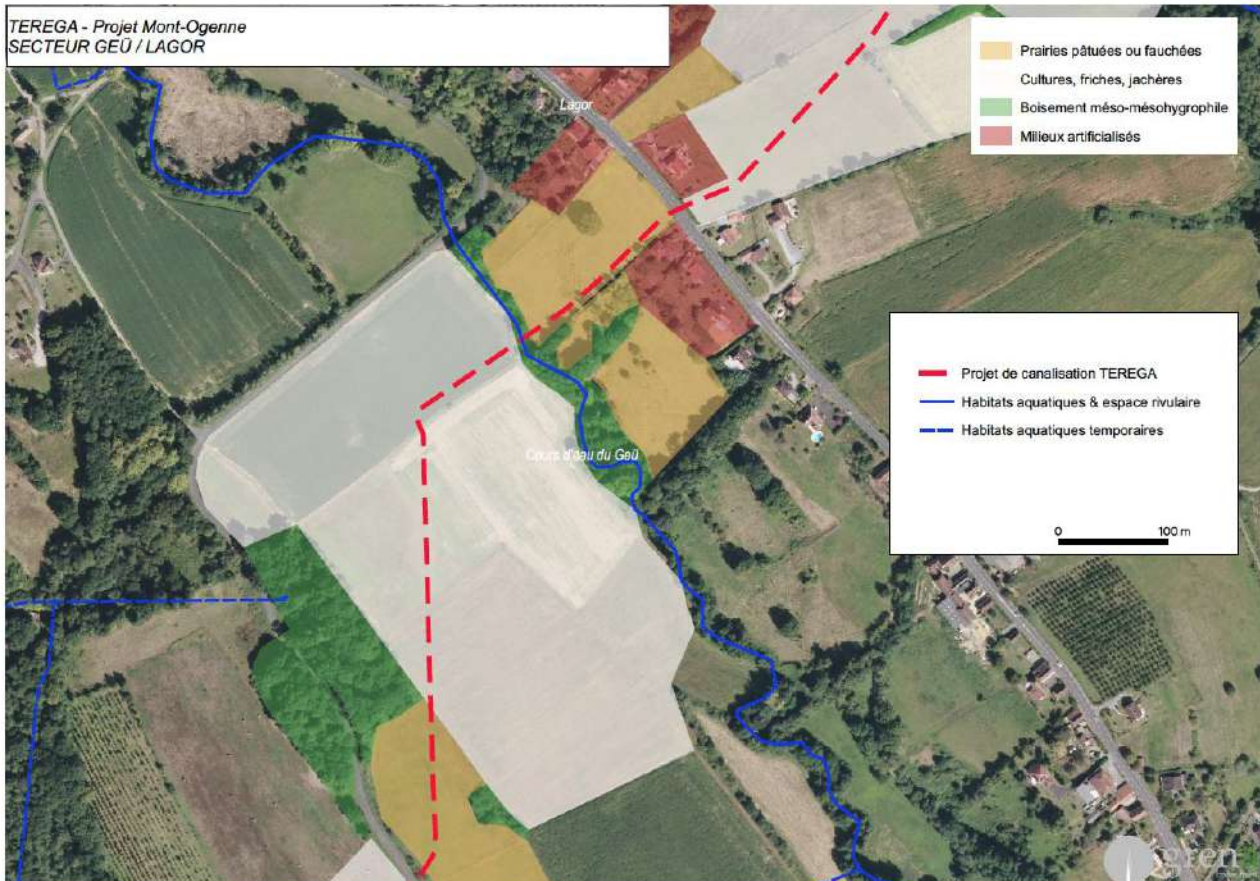 TEREGA - Projet Mont-Ogenne
SECTEUR GEÜ / LAGOR
Lagor
Prairies pâtuées ou fauchées
Cultures, friches, jachères
Boisement méso-mésohygrophile
Milieux artificialisés
Projet de canalisation TEREGA
Habitats aquatiques & espace rivulaire
Habitats aquatiques temporaires
0 100 m
Cours d'eau du Geü
gren